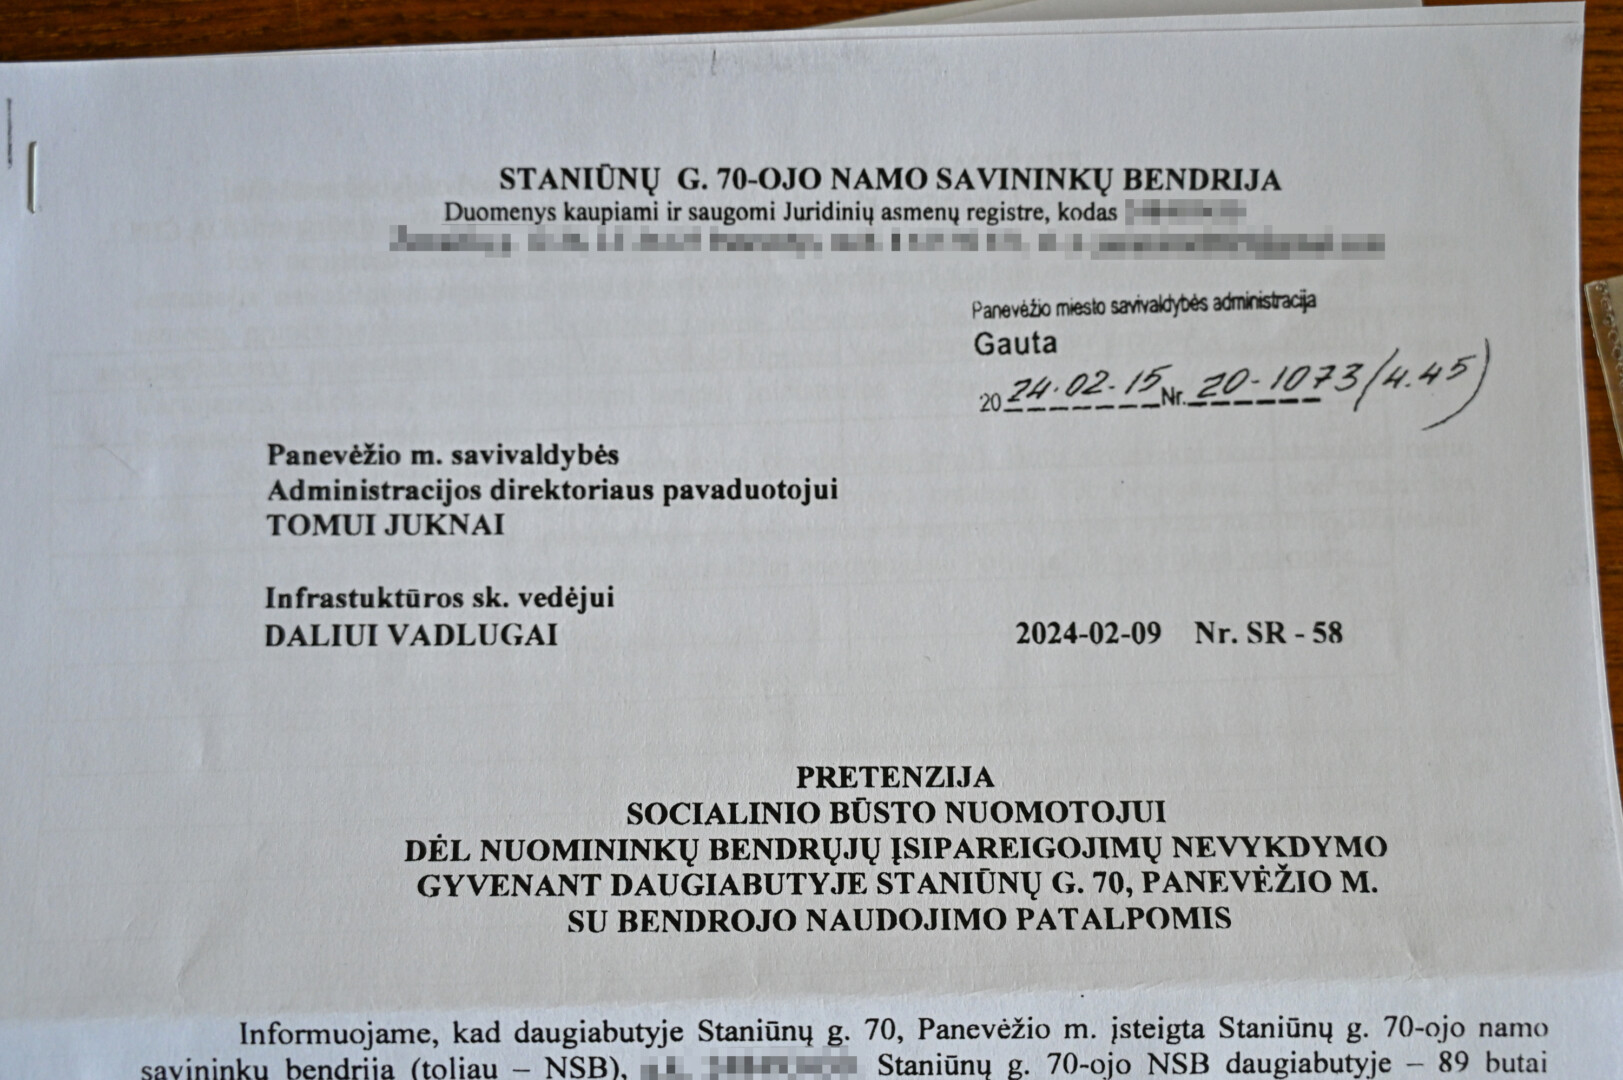 STANIŪNŲ G. 70-OJO NAMO SAVININKŲ BENDRIJA
Duomenys kaupiami ir saugomi Juridinių asmenų registre, kodas
Panevėžio miesto savivaldybės administracija
Gauta
2024.02-15 Nr. 20-1073/(4.45)
Panevėžio m. savivaldybės
Administracijos direktoriaus pavaduotojui
TOMUI JUKNAI
Infrastuktūros sk. vedėjui
DALIUI VADLUGAI 2024-02-09 Nr. SR - 58
PRETENZIJA
SOCIALINIO BŪSTO NUOMOTOJUI
DĖL NUOMININKŲ BENDRŲJŲ ĮSIPAREIGOJIMŲ NEVYKDYMO
GYVENANT DAUGIABUTYJE STANIŪNŲ G. 70, PANEVĖŽIO M.
SU BENDROJO NAUDOJIMO PATALPOMIS
Informuojame, kad daugiabutyje Staniūnų g. 70, Panevėžio m. įsteigta Staniūnų g. 70-ojo namo
savininkų bendrija (toliau – NSB), Staniūnų g. 70-ojo NSB daugiabutyje – 89 butai